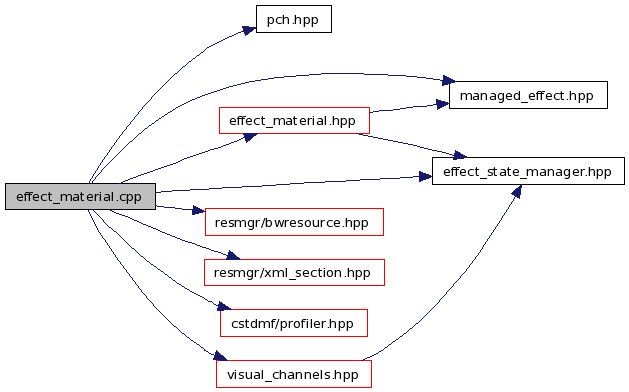 pch.hpp
managed_effect.hpp
effect_material.hpp
effect_state_manager.hpp
effect_material.cpp
resmgr/bwresource.hpp
resmgr/xml_section.hpp
cstdmf/profiler.hpp
visual_channels.hpp